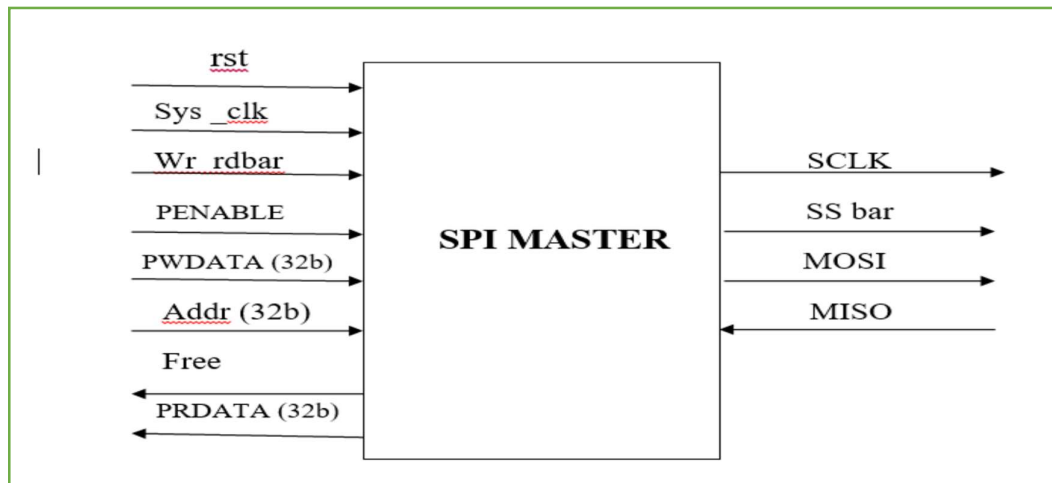 rst
Sys _clk
Wr_rdbar
PENABLE
PWDATA (32b)
Addr (32b)
Free
PRDATA (32b)
SPI MASTER
SCLK
SS bar
MOSI
MISO